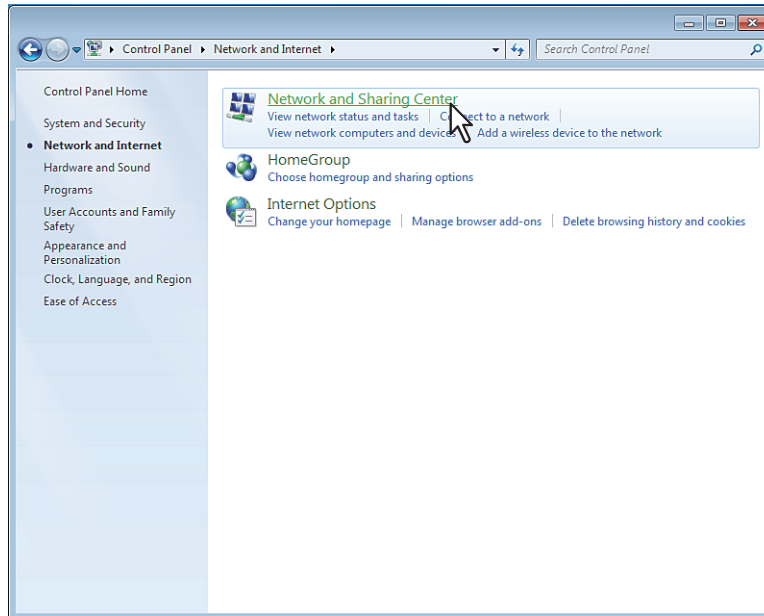 Control Panel
Network and Internet
Search Control Panel
Control Panel Home
System and Security
Network and Internet
Hardware and Sound
Programs
User Accounts and Family
Safety
Appearance and
Personalization
Clock, Language, and Region
Ease of Access
Network and Sharing Center
View network status and tasks
to a network
View network computers and devices
Add a wireless device to the network
HomeGroup
Choose homegroup and sharing options
Internet Options
Change your homepage
Manage browser add-ons
Delete browsing history and cookies